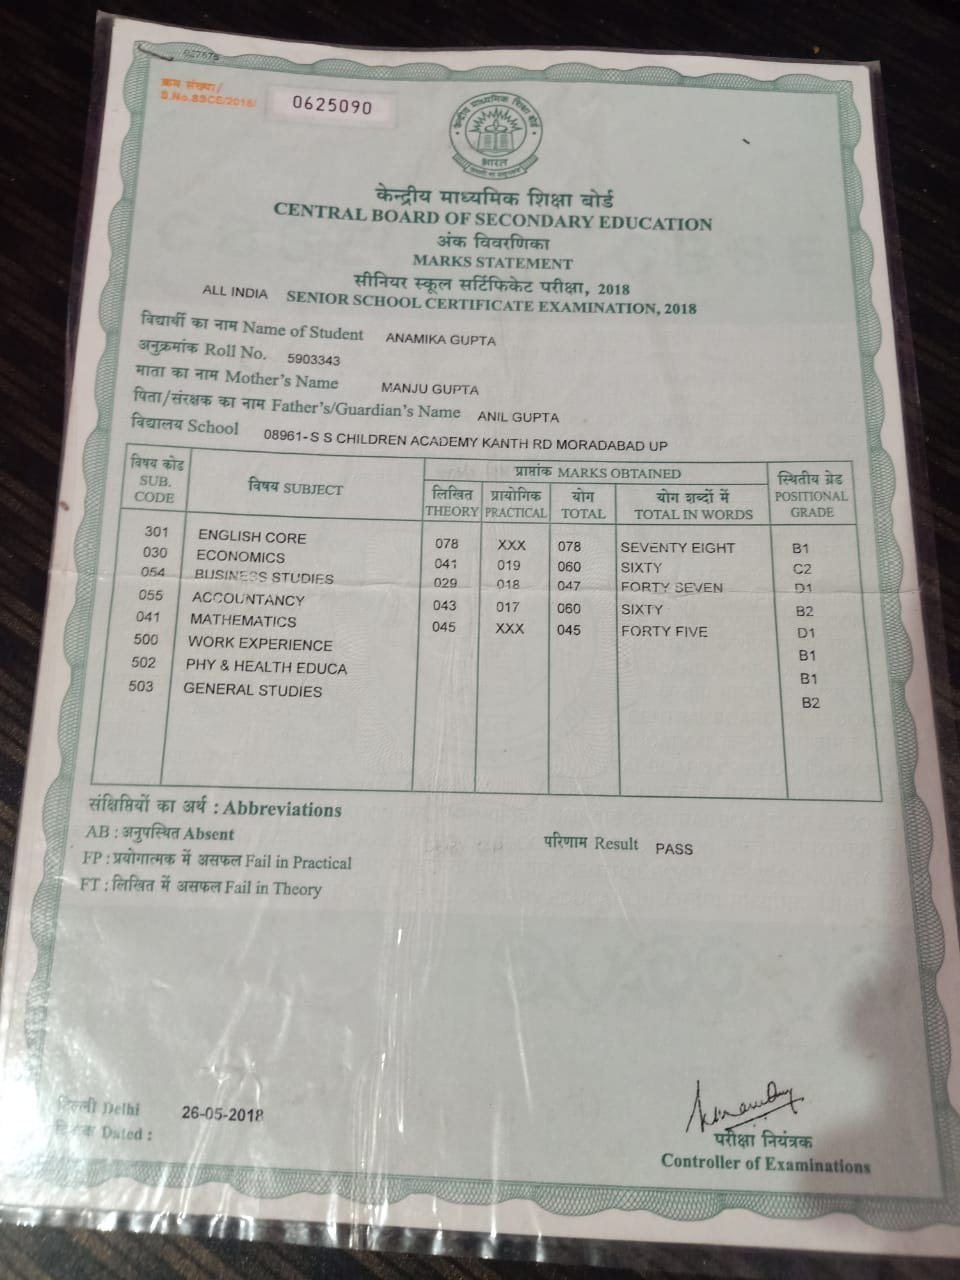 027576
क्रम संख्या/
S.No.SSCE/2018/ 0625090
केन्द्रीय माध्यमिक शिक्षा बोर्ड
भारत
केन्द्रीय माध्यमिक शिक्षा बोर्ड
CENTRAL BOARD OF SECONDARY EDUCATION
अंक विवरणिका
MARKS STATEMENT
सीनियर स्कूल सर्टिफिकेट परीक्षा, 2018
ALL INDIA SENIOR SCHOOL CERTIFICATE EXAMINATION, 2018
विद्यार्थी का नाम Name of Student ANAMIKA GUPTA
अनुक्रमांक Roll No. 5903343
माता का नाम Mother's Name MANJU GUPTA
पिता/संरक्षक का नाम Father's/Guardian's Name ANIL GUPTA
विद्यालय School 08961- S S CHILDREN ACADEMY KANTH RD MORADABAD UP
विषय कोड SUB. CODE विषय SUBJECT प्राप्तांक MARKS OBTAINED स्थितीय ग्रेड POSITIONAL GRADE
लिखित THEORY प्रायोगिक PRACTICAL योग TOTAL योग शब्दों में TOTAL IN WORDS
301 ENGLISH CORE 078 XXX 078 SEVENTY EIGHT B1
030 ECONOMICS 041 019 060 SIXTY C2
054 BUSINESS STUDIES 029 018 047 FORTY SEVEN D1
055 ACCOUNTANCY 043 017 060 SIXTY B2
041 MATHEMATICS 045 XXX 045 FORTY FIVE D1
500 WORK EXPERIENCE B1
502 PHY & HEALTH EDUCA B1
503 GENERAL STUDIES B2
संक्षिप्तियों का अर्थ : Abbreviations
AB : अनुपस्थित Absent
परिणाम Result PASS
FP : प्रयोगात्मक में असफल Fail in Practical
FT : लिखित में असफल Fail in Theory
दिल्ली Delhi 26-05-2018
दिनांक Dated :
परीक्षा नियंत्रक
Controller of Examinations